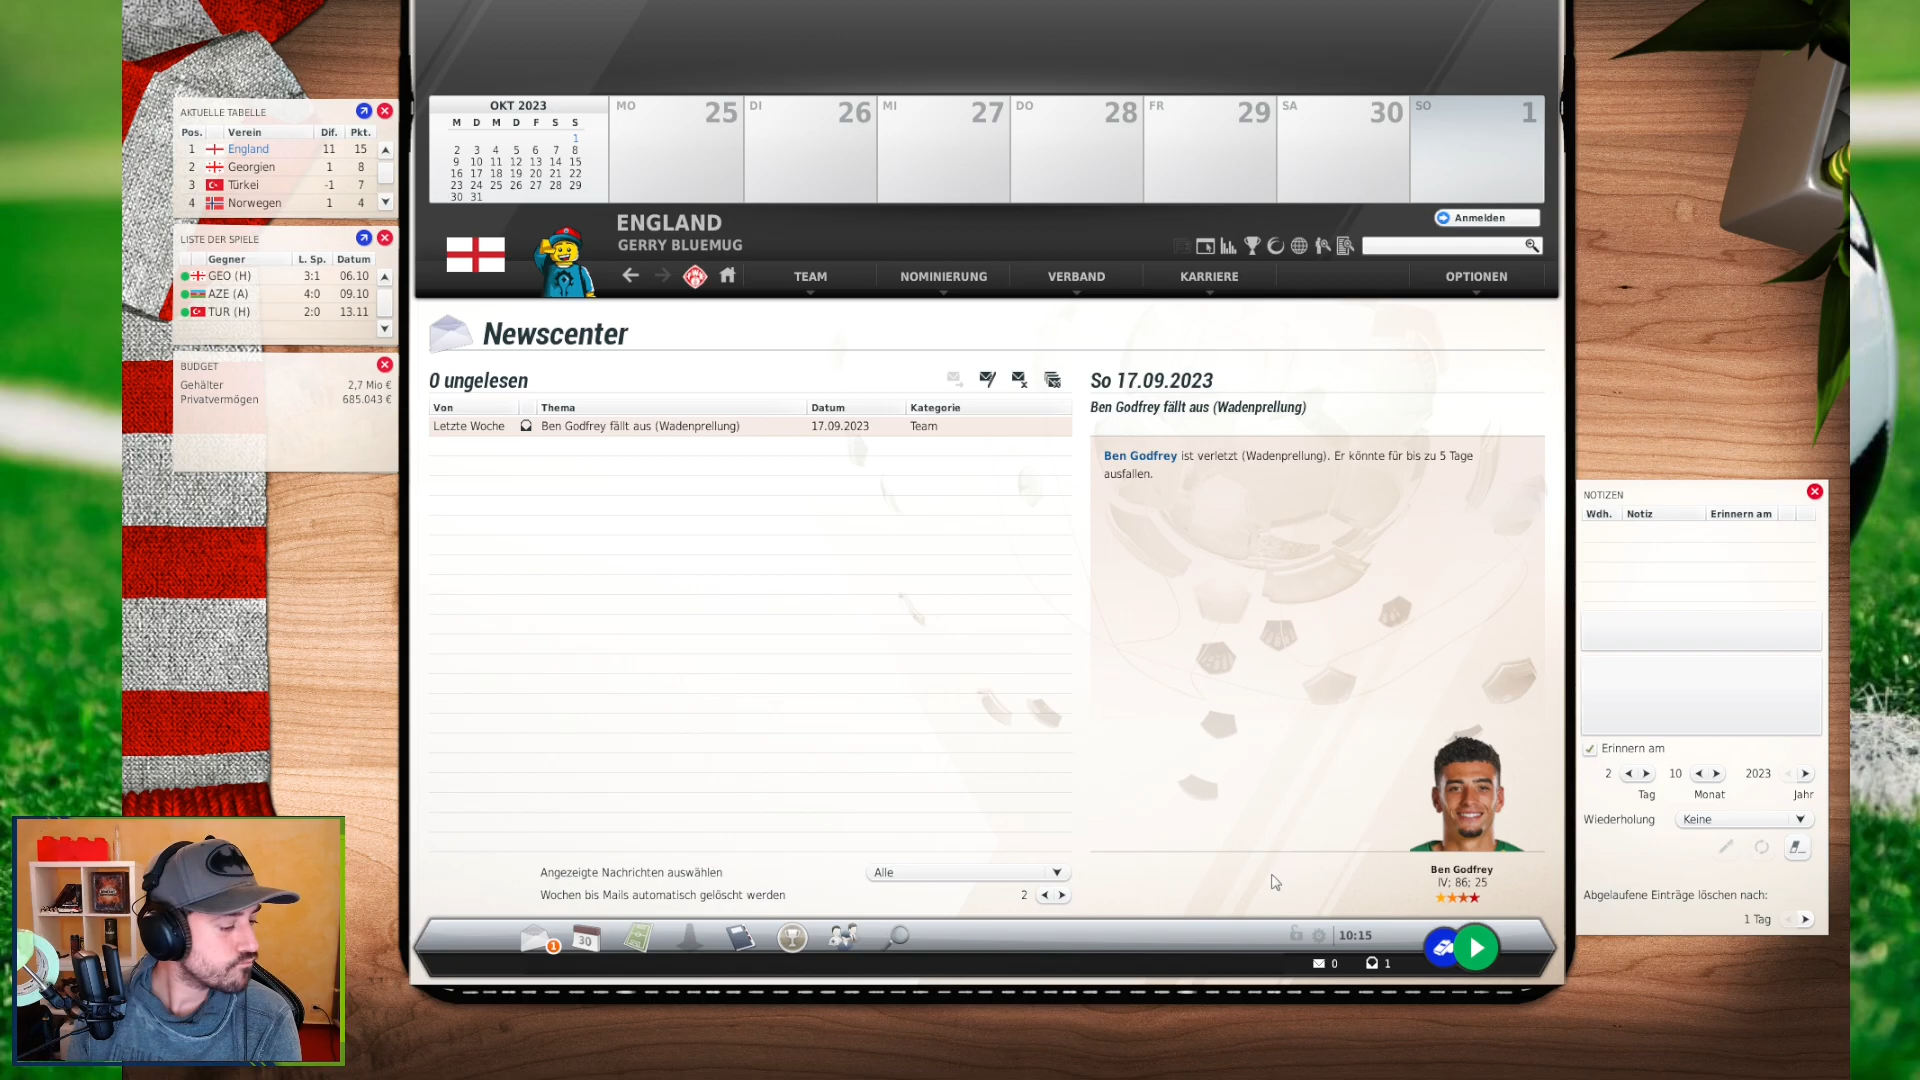 OKT 2023
M D M D F S S
1
2 3 4 5 6 7 8
9 10 11 12 13 14 15
16 17 18 19 20 21 22
23 24 25 26 27 28 29
30 31
MO 25
DI 26
MI 27
DO 28
FR 29
SA 30
SO 1
AKTUELLE TABELLE
Pos. Verein Dif. Pkt.
1 England 11 15
2 Georgien 1 8
3 Türkei -1 7
4 Norwegen 1 4
LISTE DER SPIELE
Gegner L. Sp. Datum
GEO (H) 3:1 06.10
AZE (A) 4:0 09.10
TUR (H) 2:0 13.11
BUDGET
Gehälter 2,7 Mio €
Privatvermögen 685.043 €
ENGLAND
GERRY BLUEMUG
Anmelden
TEAM NOMINIERUNG VERBAND KARRIERE OPTIONEN
Newscenter
0 ungelesen
Von Thema Datum Kategorie
Letzte Woche Ben Godfrey fällt aus (Wadenprellung) 17.09.2023 Team
So 17.09.2023
Ben Godfrey fällt aus (Wadenprellung)
Ben Godfrey ist verletzt (Wadenprellung). Er könnte für bis zu 5 Tage
ausfallen.
Ben Godfrey
IV; 86; 25
Angezeigte Nachrichten auswählen Alle
Wochen bis Mails automatisch gelöscht werden 2
1
30
10:15
0 1
NOTIZEN
Wdh. Notiz Erinnern am
Erinnern am
2 10 2023
Tag Monat Jahr
Wiederholung Keine
Abgelaufene Einträge löschen nach:
1 Tag